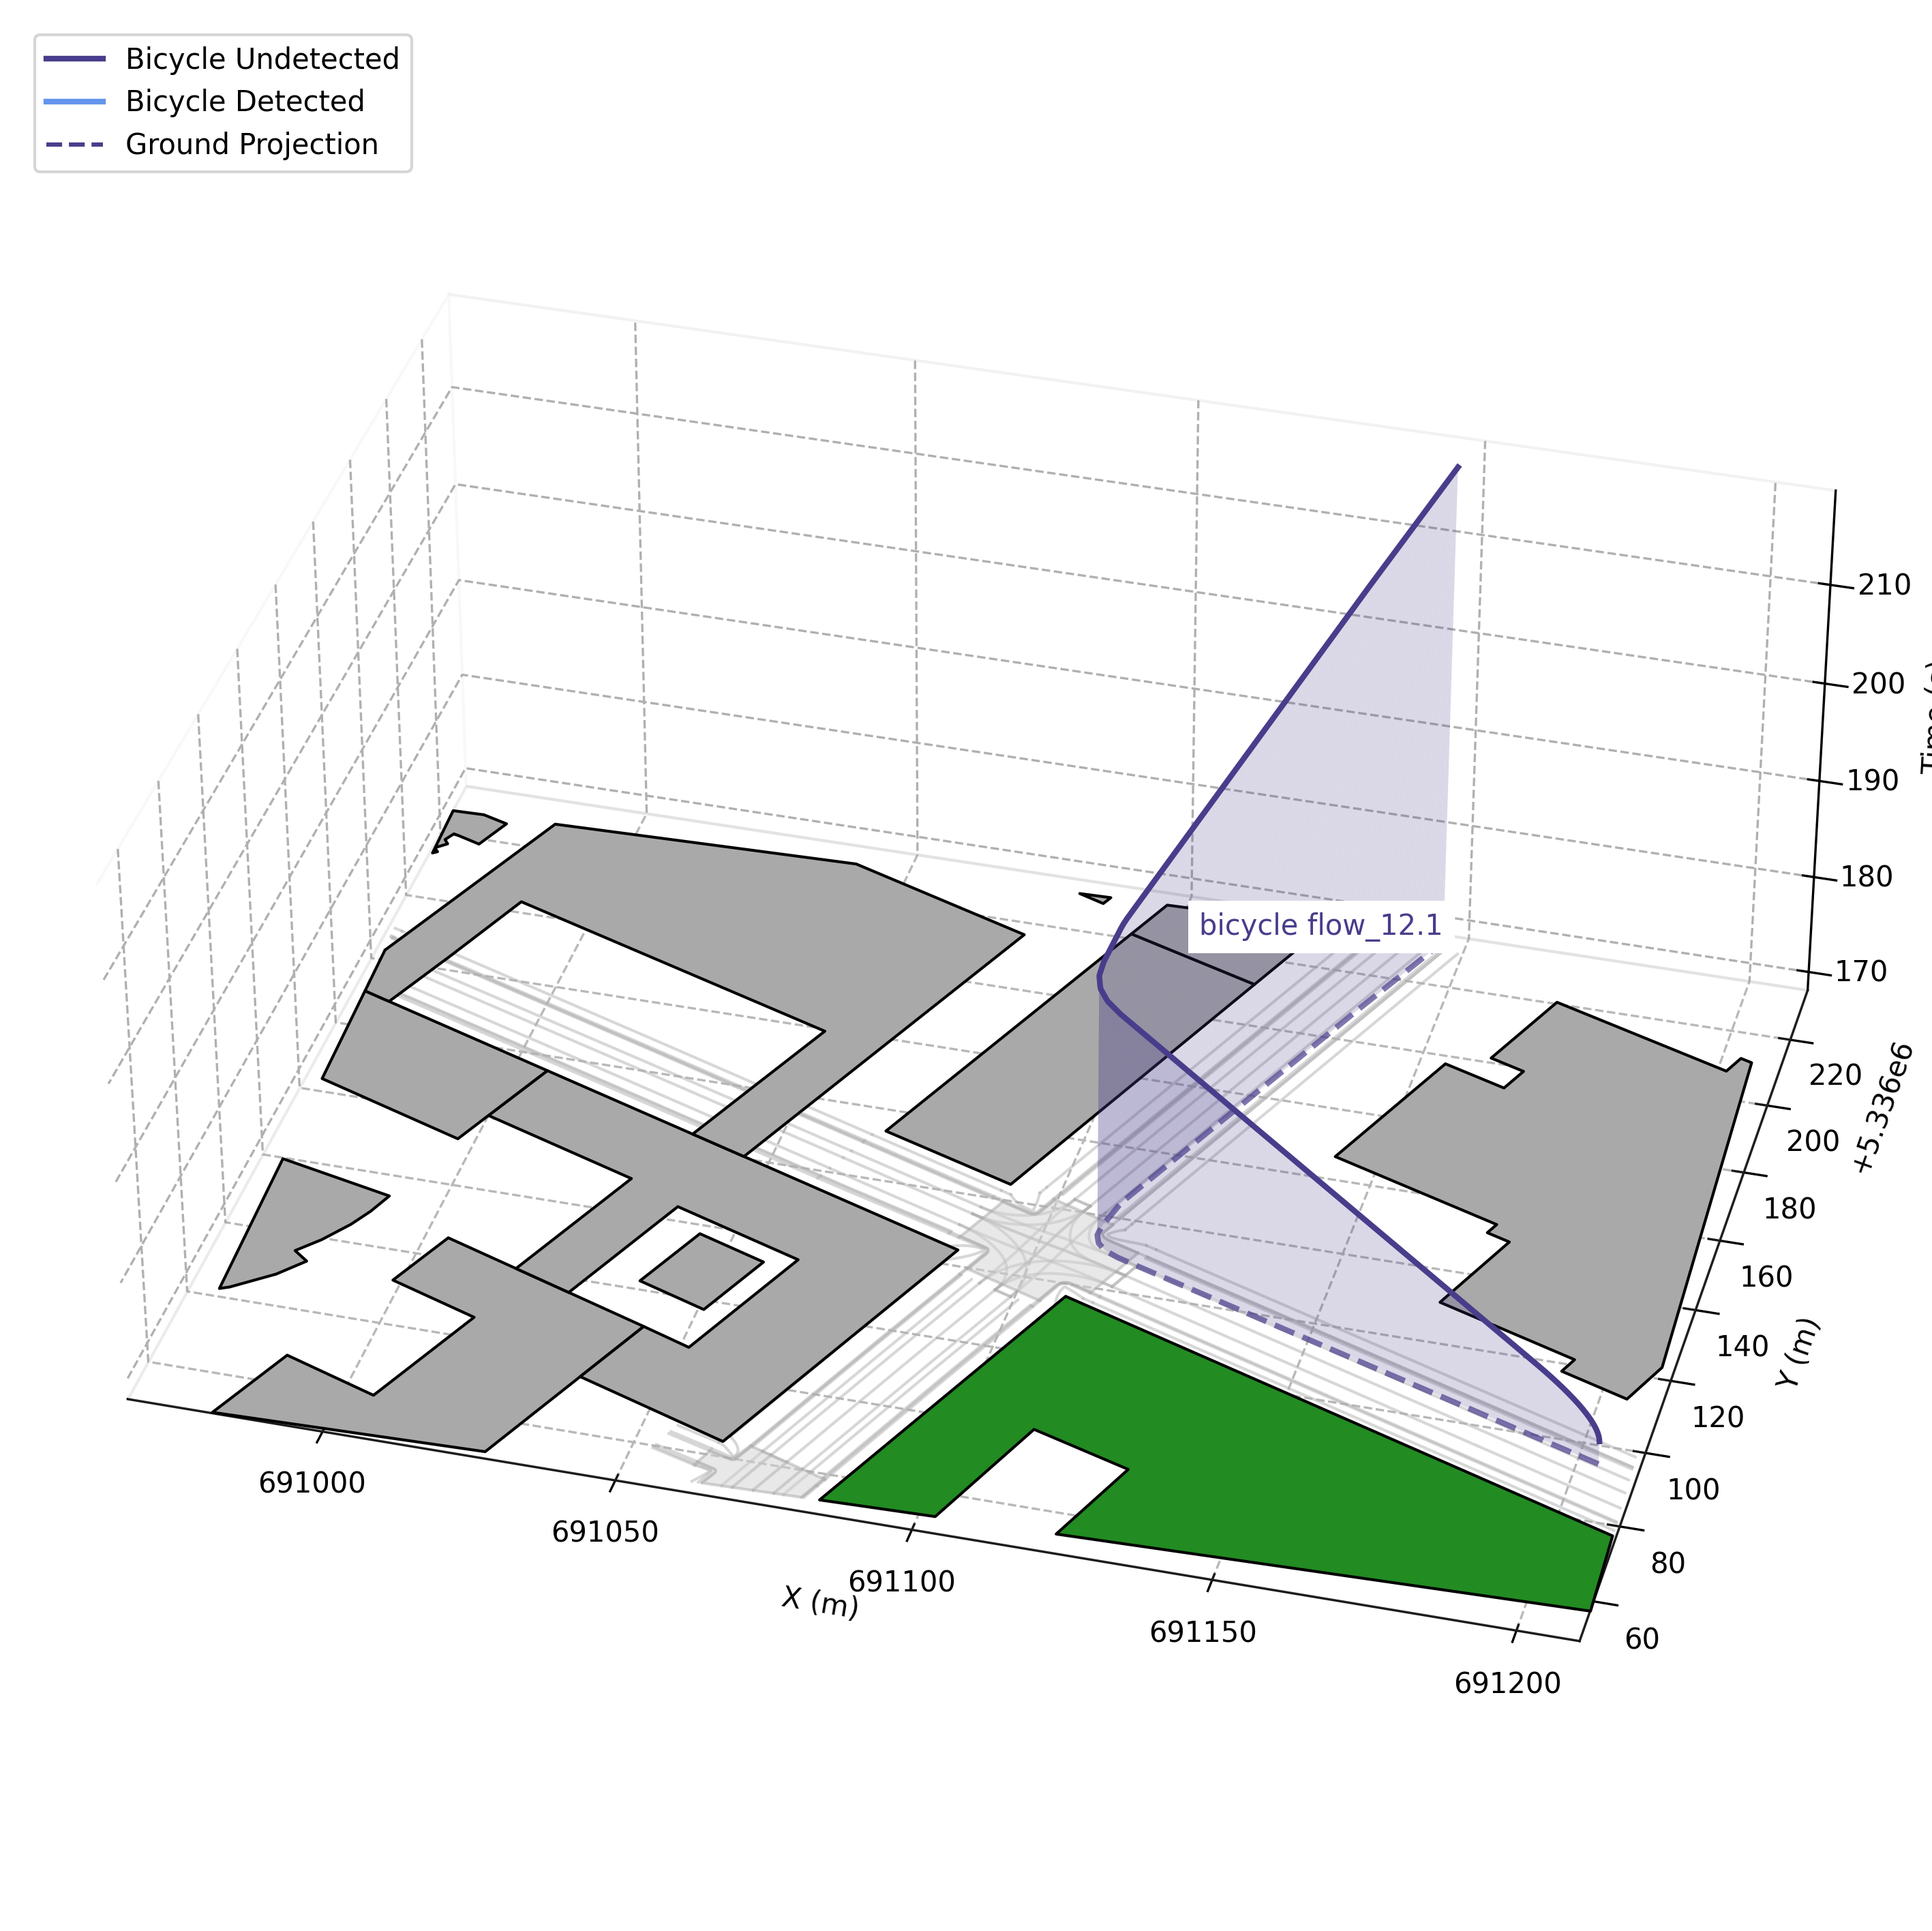 Bicycle Undetected
Bicycle Detected
Ground Projection
210
200
190
180
170
bicycle flow_12.1
220
200
180
160
140
120
100
80
60
+5.336e6
Y (m)
691000
691050
691100
691150
691200
X (m)